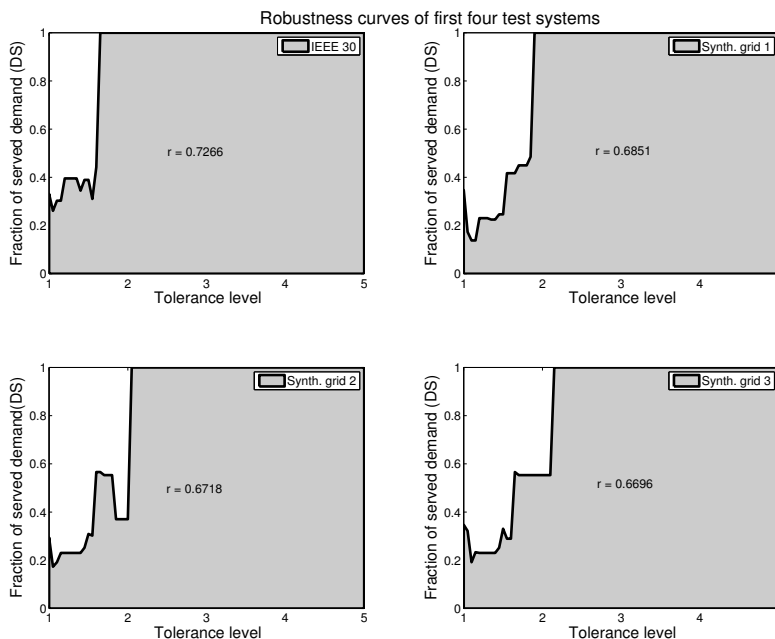 Robustness curves of first four test systems
Fraction of served demand (DS)
1
0.8
0.6
0.4
0.2
0
IEEE 30
r = 0.7266
1 2 3 4 5
Tolerance level
Fraction of served demand (DS)
1
0.8
0.6
0.4
0.2
0
Synth. grid 1
r = 0.6851
1 2 3 4
Tolerance level
Fraction of served demand(DS)
1
0.8
0.6
0.4
0.2
0
Synth. grid 2
r = 0.6718
1 2 3 4 5
Tolerance level
Fraction of served demand (DS)
1
0.8
0.6
0.4
0.2
0
Synth. grid 3
r = 0.6696
1 2 3 4
Tolerance level